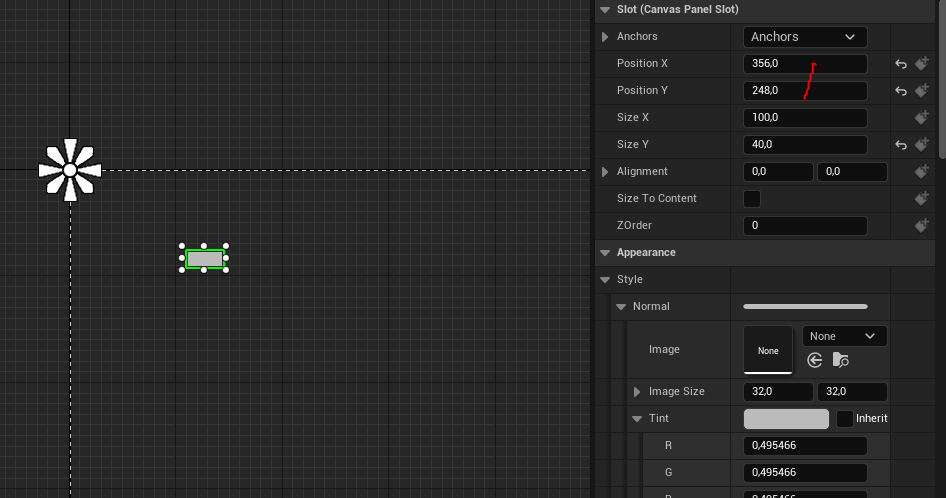 Slot (Canvas Panel Slot)
Anchors Anchors
Position X 356,0
Position Y 248,0
Size X 100,0
Size Y 40,0
Alignment 0,0 0,0
Size To Content
ZOrder 0
Appearance
Style
Normal
None
Image None
Image Size 32,0 32,0
Tint Inherit
R 0,495466
G 0,495466